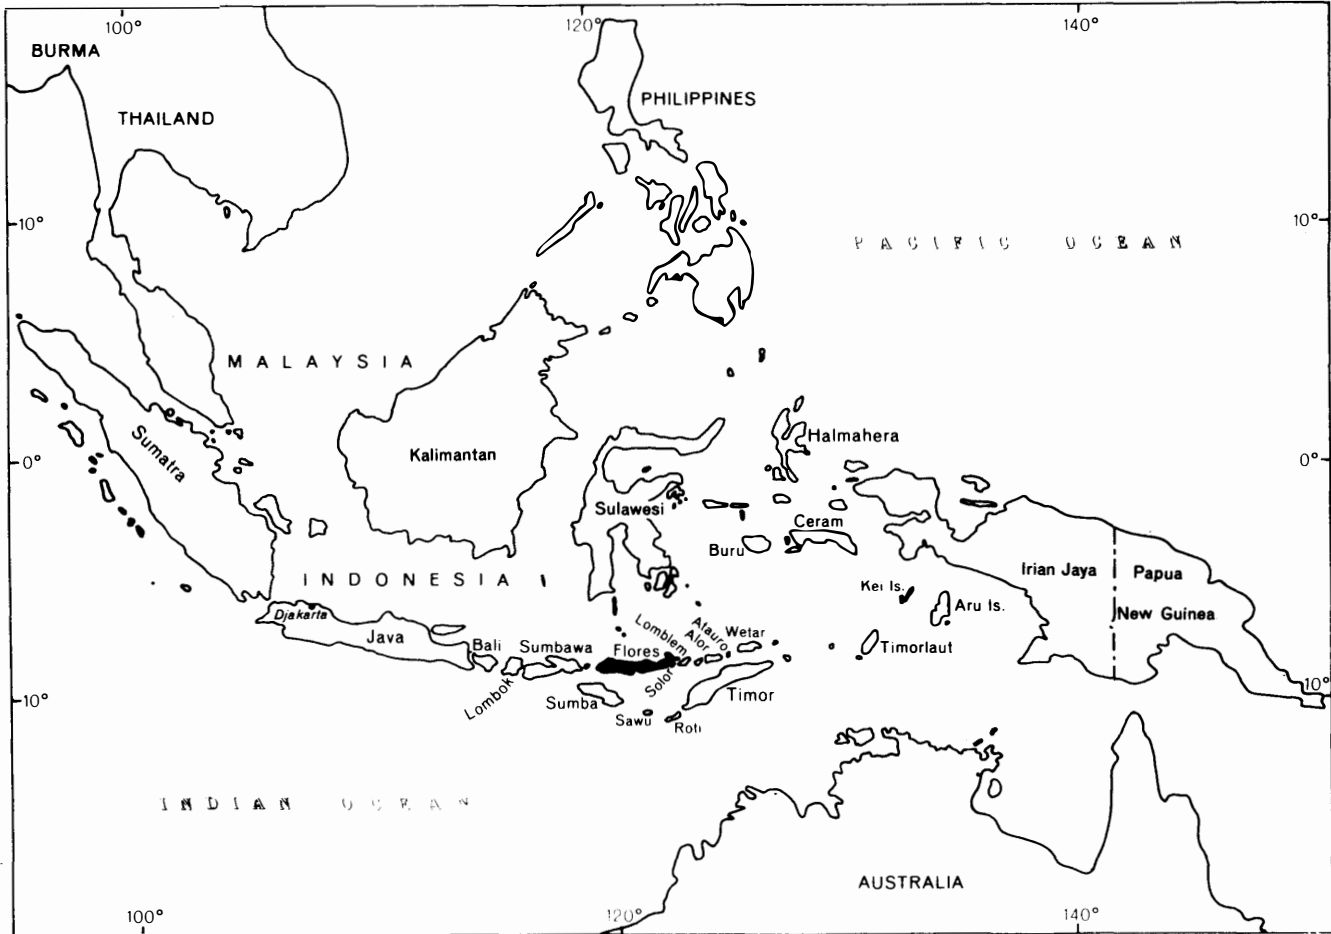 100°
120°
140°
BURMA
THAILAND
PHILIPPINES
10°
10°
PACIFIC OCEAN
MALAYSIA
Sumatra
Kalimantan
Halmahera
0°
0°
Sulawesi
Ceram
Buru
INDONESIA
Irian Jaya
Papua
New Guinea
Kei Is.
Aru Is.
Djakarta
Java
Bali
Sumbawa
Flores
Lomblem
Alor
Atauro
Wetar
Timorlaut
Lombok
Sumba
Solor
Timor
Sawu
Roti
10°
10°
INDIAN OCEAN
AUSTRALIA
100°
120°
140°